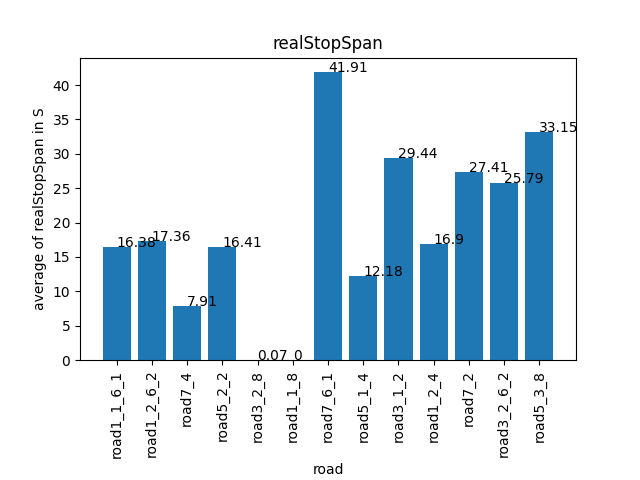 realStopSpan
average of realStopSpan in S
40
35
30
25
20
15
10
5
0
16.38
17.36
7.91
16.41
0.07
0
41.91
12.18
29.44
16.9
27.41
25.79
33.15
road1_1_6_1
road1_2_6_2
road7_4
road5_2_2
road3_2_8
road1_1_8
road7_6_1
road5_1_4
road3_1_2
road1_2_4
road7_2
road3_2_6_2
road5_3_8
road